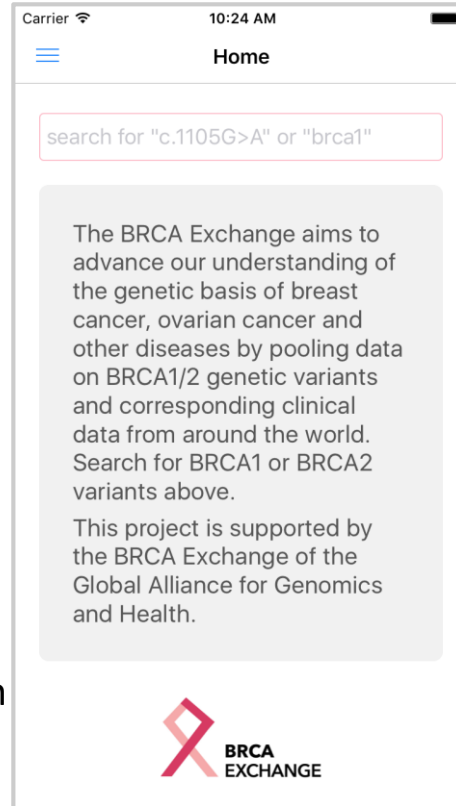 Carrier 10:24 AM
Home
search for "c.1105G>A" or "brca1"
The BRCA Exchange aims to
advance our understanding of
the genetic basis of breast
cancer, ovarian cancer and
other diseases by pooling data
on BRCA1/2 genetic variants
and corresponding clinical
data from around the world.
Search for BRCA1 or BRCA2
variants above.
This project is supported by
the BRCA Exchange of the
Global Alliance for Genomics
and Health.
BRCA
EXCHANGE